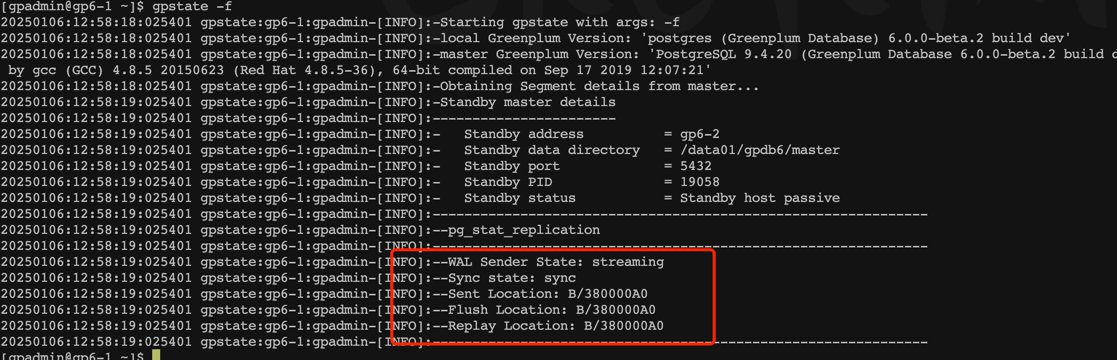 [gpadmin@gp6-1 ~]$ gpstate -f
20250106:12:58:18:025401 gpstate:gp6-1:gpadmin-[INFO]:-Starting gpstate with args: -f
20250106:12:58:18:025401 gpstate:gp6-1:gpadmin-[INFO]:-local Greenplum Version: 'postgres (Greenplum Database) 6.0.0-beta.2 build dev'
20250106:12:58:18:025401 gpstate:gp6-1:gpadmin-[INFO]:-master Greenplum Version: 'PostgreSQL 9.4.20 (Greenplum Database 6.0.0-beta.2 build d
by gcc (GCC) 4.8.5 20150623 (Red Hat 4.8.5-36), 64-bit compiled on Sep 17 2019 12:07:21'
20250106:12:58:18:025401 gpstate:gp6-1:gpadmin-[INFO]:-Obtaining Segment details from master...
20250106:12:58:19:025401 gpstate:gp6-1:gpadmin-[INFO]:-Standby master details
20250106:12:58:19:025401 gpstate:gp6-1:gpadmin-[INFO]:-----------------------
20250106:12:58:19:025401 gpstate:gp6-1:gpadmin-[INFO]:-   Standby address          = gp6-2
20250106:12:58:19:025401 gpstate:gp6-1:gpadmin-[INFO]:-   Standby data directory   = /data01/gpdb6/master
20250106:12:58:19:025401 gpstate:gp6-1:gpadmin-[INFO]:-   Standby port             = 5432
20250106:12:58:19:025401 gpstate:gp6-1:gpadmin-[INFO]:-   Standby PID              = 19058
20250106:12:58:19:025401 gpstate:gp6-1:gpadmin-[INFO]:-   Standby status           = Standby host passive
20250106:12:58:19:025401 gpstate:gp6-1:gpadmin-[INFO]:--------------------------------------------------------------
20250106:12:58:19:025401 gpstate:gp6-1:gpadmin-[INFO]:--pg_stat_replication
20250106:12:58:19:025401 gpstate:gp6-1:gpadmin-[INFO]:--------------------------------------------------------------
20250106:12:58:19:025401 gpstate:gp6-1:gpadmin-[INFO]:--WAL Sender State: streaming
20250106:12:58:19:025401 gpstate:gp6-1:gpadmin-[INFO]:--Sync state: sync
20250106:12:58:19:025401 gpstate:gp6-1:gpadmin-[INFO]:--Sent Location: B/380000A0
20250106:12:58:19:025401 gpstate:gp6-1:gpadmin-[INFO]:--Flush Location: B/380000A0
20250106:12:58:19:025401 gpstate:gp6-1:gpadmin-[INFO]:--Replay Location: B/380000A0
20250106:12:58:19:025401 gpstate:gp6-1:gpadmin-[INFO]:--------------------------------------------------------------
[gpadmin@gp6-1 ~]$